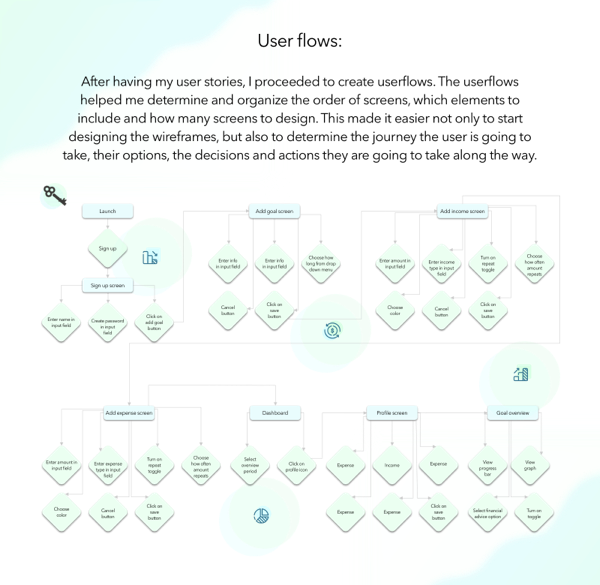 User flows:
After having my user stories, I proceeded to create userflows. The userflows
helped me determine and organize the order of screens, which elements to
include and how many screens to design. This made it easier not only to start
designing the wireframes, but also to determine the journey the user is going to
take, their options, the decisions and actions they are going to take along the way.
Launch
Sign up
Sign up screen
Enter name in
input field
Create password
in input
field
Click on
add goal
button
Add goal screen
Enter info
in input field
Enter info
in input field
Choose how
long from drop
down menu
Cancel
button
Click on
save
button
Add income screen
Enter amount in
input field
Enter income
type in input
field
Turn on
repeat
toggle
Choose
how often
amount
repeats
Choose
color
Cancel
button
Click on
save
button
Add expense screen
Enter amount in
input field
Enter expense
type in input
field
Turn on
repeat
toggle
Choose
how often
amount
repeats
Choose
color
Cancel
button
Click on
save
button
Dashboard
Select
overview
period
Click on
profile icon
Profile screen
Expense
Income
Expense
Expense
Expense
Click on
save
button
Goal overview
View
progress
bar
View
graph
Select financial
advise option
Turn on
toggle